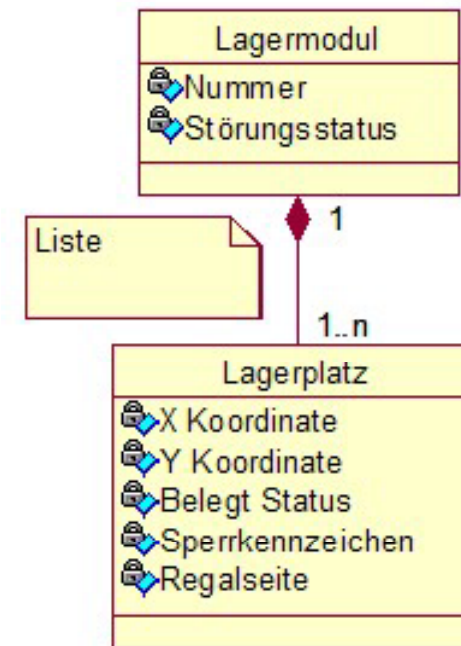 Lagermodul
Nummer
Störungsstatus
1
Liste
1..n
Lagerplatz
X Koordinate
Y Koordinate
Belegt Status
Sperrkennzeichen
Regalseite